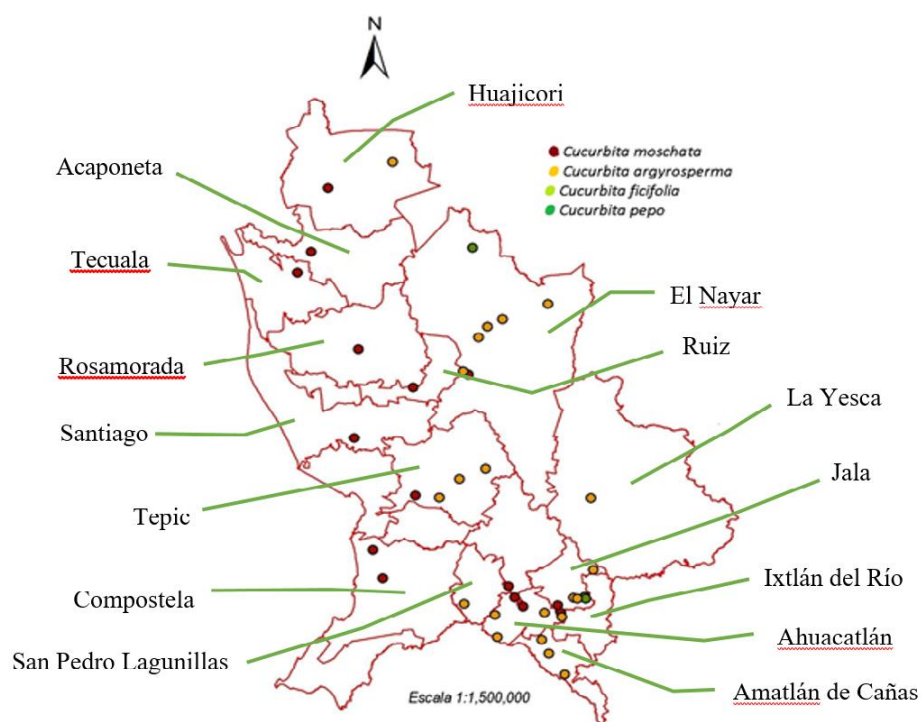 N
Huajicori
Cucurbita moschata
Cucurbita argyrosperma
Cucurbita ficifolia
Cucurbita pepo
Acaponeta
Tecuala
El Nayar
Ruiz
Rosamorada
La Yesca
Santiago
Jala
Tepic
Ixtlán del Río
Compostela
Ahuacatlán
San Pedro Lagunillas
Amatlán de Cañas
Escala 1:1,500,000